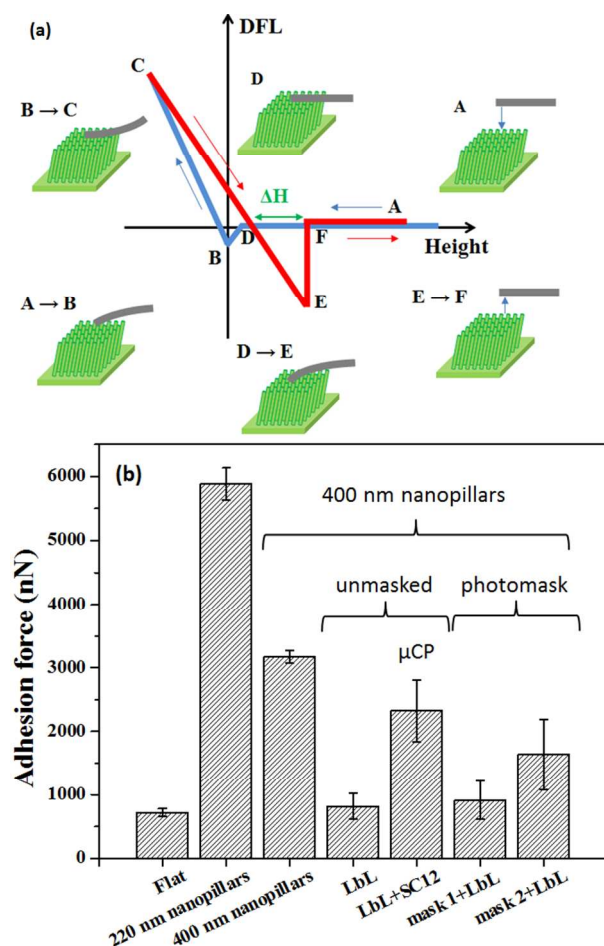 (a)
DFL
C
B → C
D
A
ΔH
A
D
F
Height
B
E
A → B
E → F
D → E
(b)
Adhesion force (nN)
6000
5000
4000
3000
2000
1000
0
400 nm nanopillars
unmasked
photomask
μCP
Flat
220 nm nanopillars
400 nm nanopillars
LbL
LbL+SC12
mask 1+LbL
mask 2+LbL